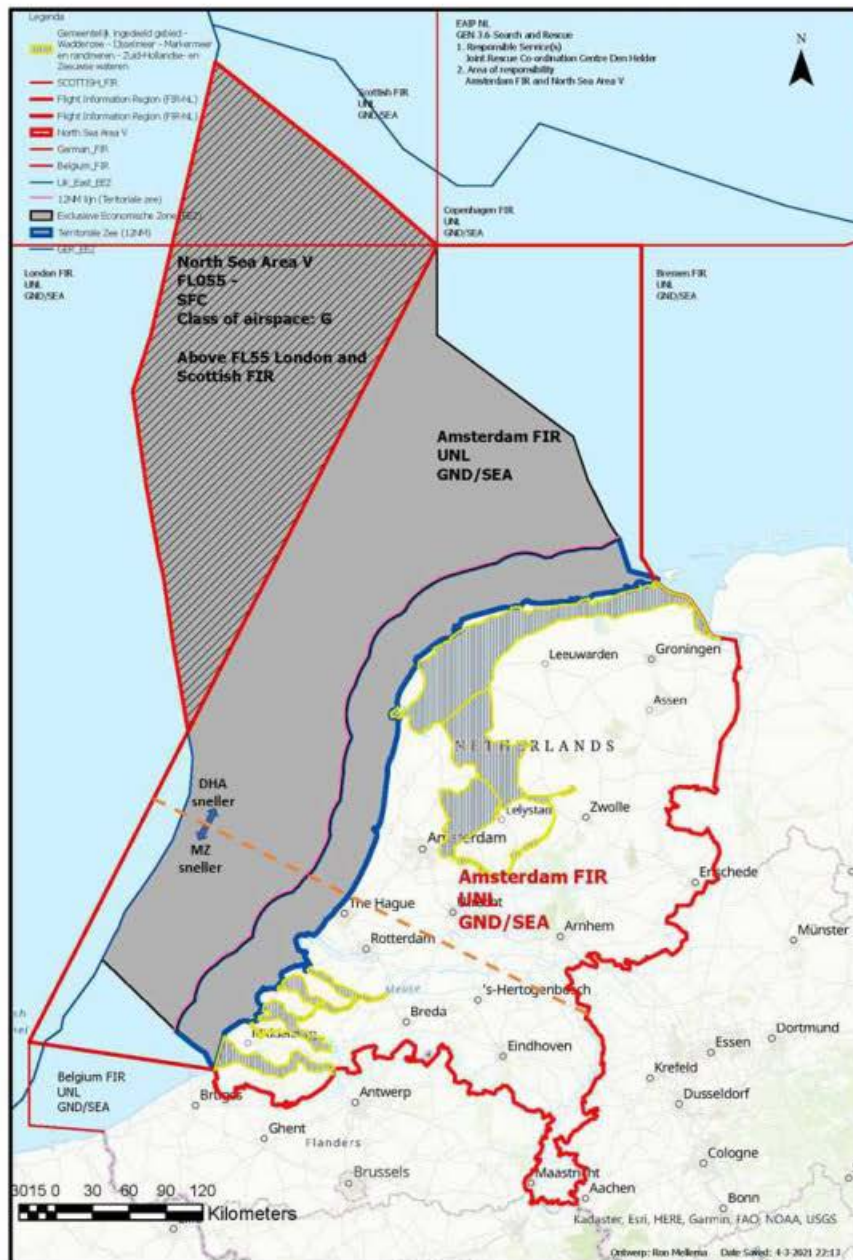 Legenda
Gemeentelijk Ingedeeld gebied -
Waddenzee - IJsselmeer - Markermeer
en randmeren - Zuid-Hollandse- en
Zeeuwse wateren.
SCOTTISH_FIR
Flight Information Region (FIR-NL)
Flight Information Region (FIR-NL)
North Sea Area V
German_FIR
Belgium_FIR
UK_East_EEZ
12NM lijn (Teritoriale zee)
Exclusieve Economische Zone (EEZ)
Territoriale Zee (12NM)
GER_EEZ
EAIP NL
GEN 3.6 Search and Rescue
1. Responsible Service(s)
Joint Rescue Co-ordination Centre Den Helder
2. Area of responsibility
Amsterdam FIR and North Sea Area V
N
Scottish FIR
UNL
GND/SEA
Copenhagen FIR
UNL
GND/SEA
London FIR
UNL
GND/SEA
North Sea Area V
FL055 -
SFC
Class of airspace: G
Above FL55 London and
Scottish FIR
Bremen FIR
UNL
GND/SEA
Amsterdam FIR
UNL
GND/SEA
Leeuwarden
Groningen
Assen
NETHERLANDS
DHA
sneller
MZ
sneller
Lelystad
Zwolle
Amsterdam
Amsterdam FIR
UNL
GND/SEA
Enschede
The Hague
Utrecht
Arnhem
Münster
Rotterdam
Meuse
's-Hertogenbosch
Breda
Middelburg
Eindhoven
Dortmund
Essen
Krefeld
Dusseldorf
Belgium FIR
UNL
GND/SEA
Bruges
Antwerp
Ghent
Flanders
Cologne
Brussels
Maastricht
Aachen
Bonn
3015 0 30 60 90 120
Kilometers
Kadaster, Esri, HERE, Garmin, FAO, NOAA, USGS
Ontwerp: Ron Mellema Date Saved: 4-3-2021 22:13